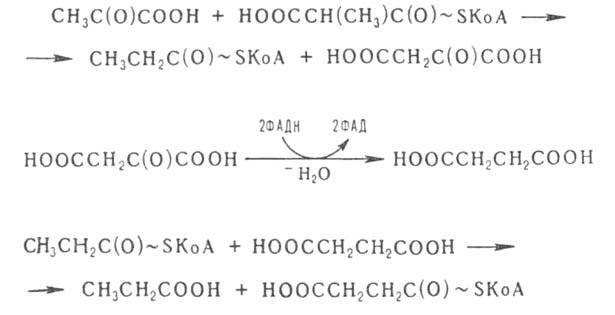 CH₃C(O)COOH + HOOCCH(CH₃)C(O)~SKoA ⟶
⟶ CH₃CH₂C(O)~SKoA + HOOCCH₂C(O)COOH
2ФАДН 2ФАД
HOOCCH₂C(O)COOH ⟶ HOOCCH₂CH₂COOH
− H₂O
CH₃CH₂C(O)~SKoA + HOOCCH₂CH₂COOH ⟶
⟶ CH₃CH₂COOH + HOOCCH₂CH₂C(O)~SKoA